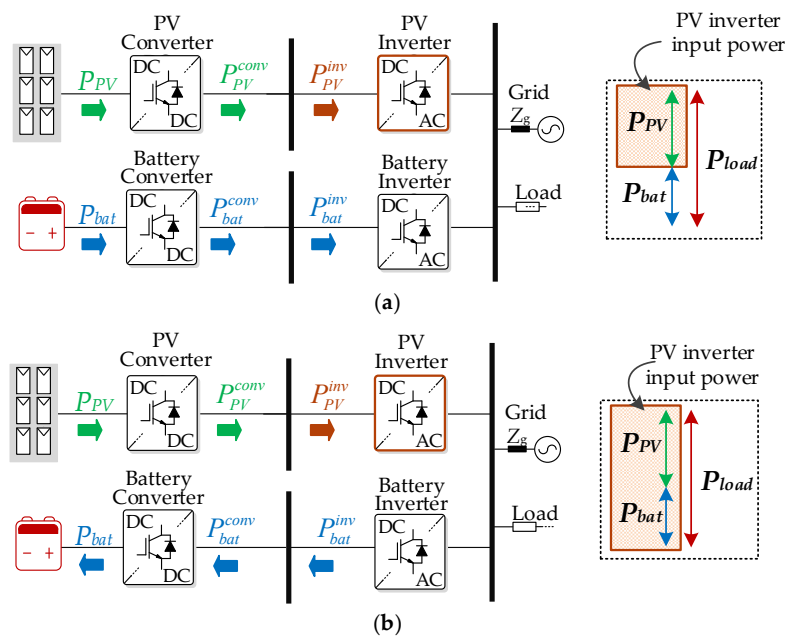 PV
Converter
PV
Inverter
PV inverter
input power
P_PV
DC
DC
P_PV^conv
P_PV^inv
DC
AC
Grid
Z_g
P_PV
P_load
P_bat
Battery
Converter
Battery
Inverter
Load
− +
P_bat
DC
DC
P_bat^conv
P_bat^inv
DC
AC
(a)
PV
Converter
PV
Inverter
PV inverter
input power
P_PV
DC
DC
P_PV^conv
P_PV^inv
DC
AC
Grid
Z_g
P_PV
P_load
P_bat
Battery
Converter
Battery
Inverter
Load
− +
P_bat
DC
DC
P_bat^conv
P_bat^inv
DC
AC
(b)